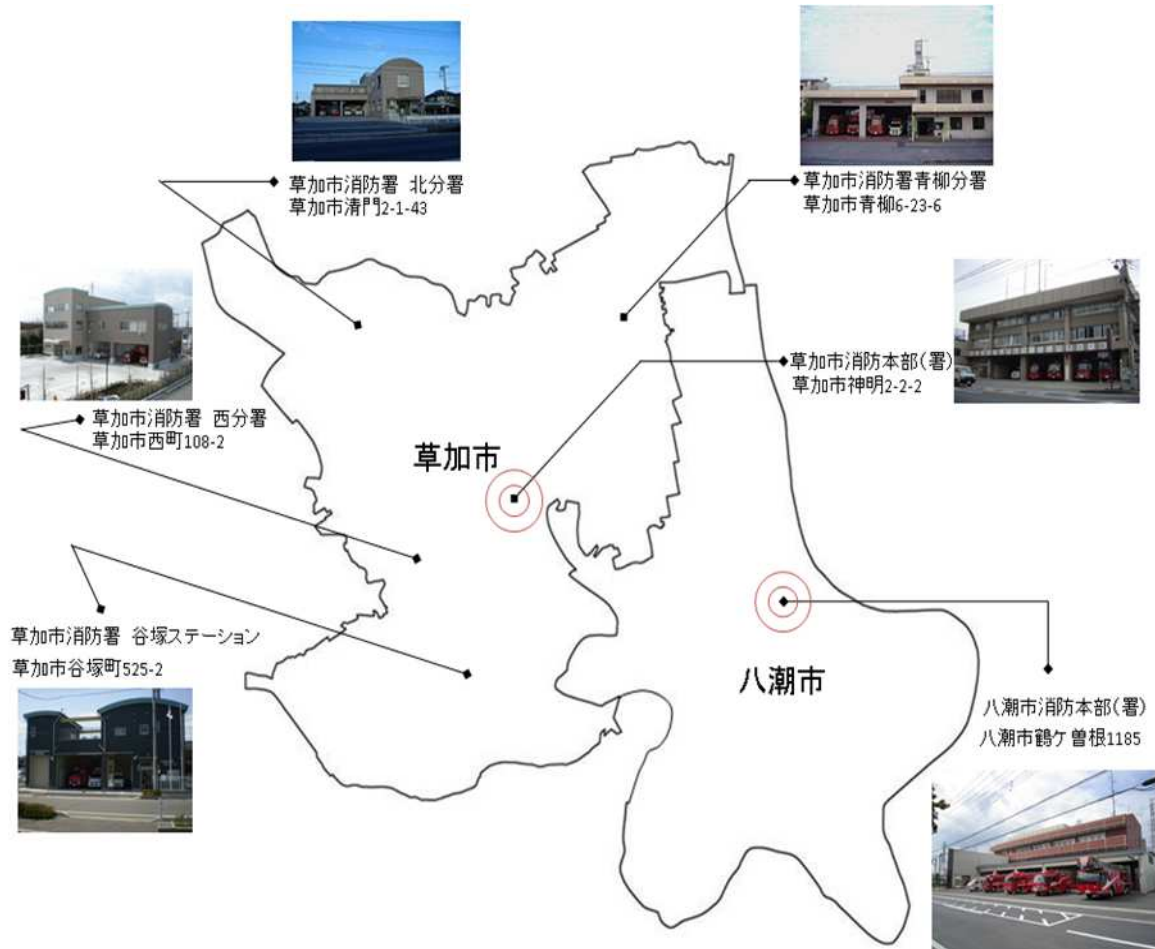 草加市消防署 北分署
草加市清門2-1-43
草加市消防署青柳分署
草加市青柳6-23-6
草加市消防本部(署)
草加市神明2-2-2
草加市消防署 西分署
草加市西町108-2
草加市
草加市消防署 谷塚ステーション
草加市谷塚町525-2
八潮市
八潮市消防本部(署)
八潮市鶴ケ曽根1185